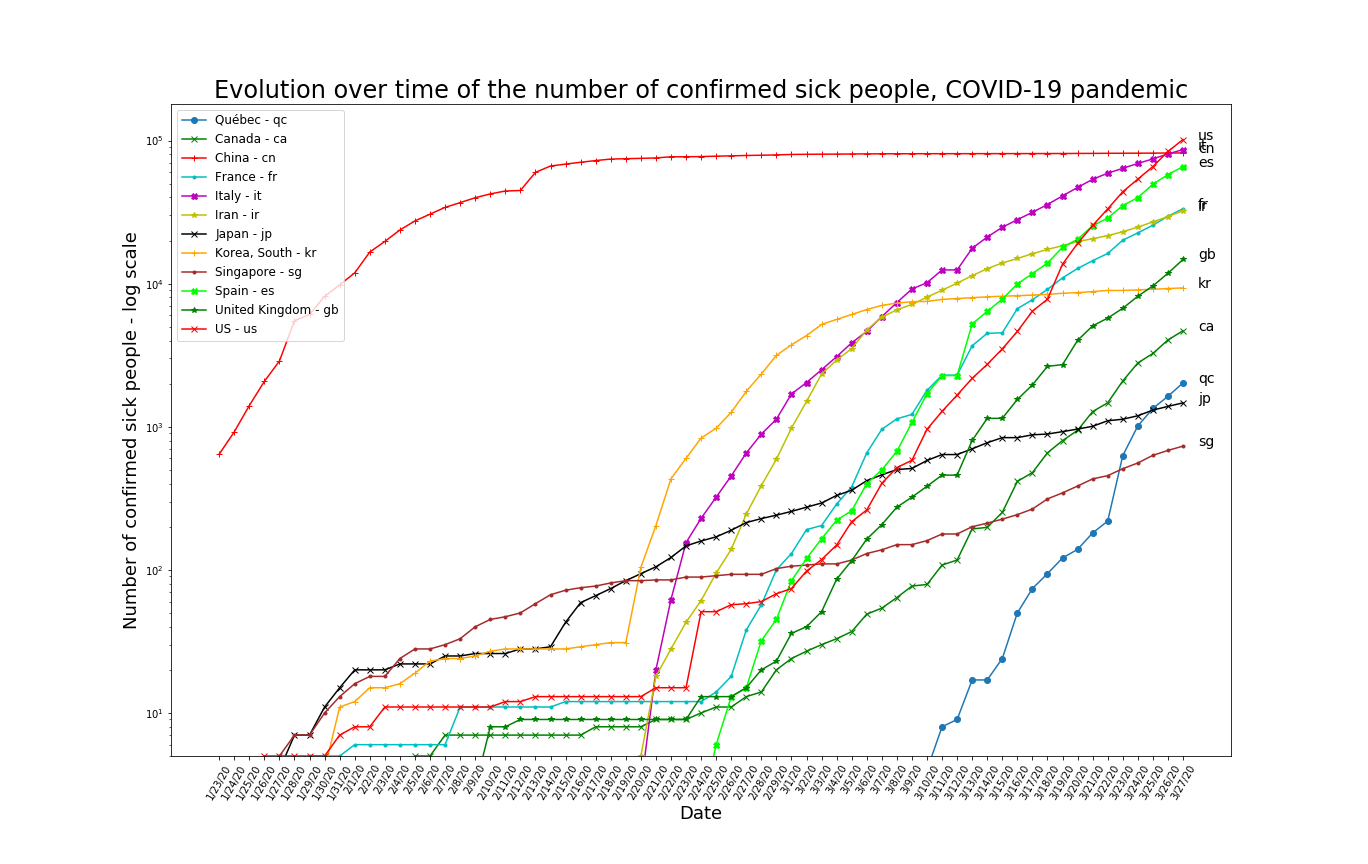 Evolution over time of the number of confirmed sick people, COVID-19 pandemic
Québec - qc
Canada - ca
China - cn
France - fr
Italy - it
Iran - ir
Japan - jp
Korea, South - kr
Singapore - sg
Spain - es
United Kingdom - gb
US - us
Number of confirmed sick people - log scale
10⁵
10⁴
10³
10²
10¹
us
it
cn
es
fr
ir
gb
kr
ca
qc
jp
sg
1/23/20
1/24/20
1/25/20
1/26/20
1/27/20
1/28/20
1/29/20
1/30/20
1/31/20
2/1/20
2/2/20
2/3/20
2/4/20
2/5/20
2/6/20
2/7/20
2/8/20
2/9/20
2/10/20
2/11/20
2/12/20
2/13/20
2/14/20
2/15/20
2/16/20
2/17/20
2/18/20
2/19/20
2/20/20
2/21/20
2/22/20
2/23/20
2/24/20
2/25/20
2/26/20
2/27/20
2/28/20
2/29/20
3/1/20
3/2/20
3/3/20
3/4/20
3/5/20
3/6/20
3/7/20
3/8/20
3/9/20
3/10/20
3/11/20
3/12/20
3/13/20
3/14/20
3/15/20
3/16/20
3/17/20
3/18/20
3/19/20
3/20/20
3/21/20
3/22/20
3/23/20
3/24/20
3/25/20
3/26/20
3/27/20
Date